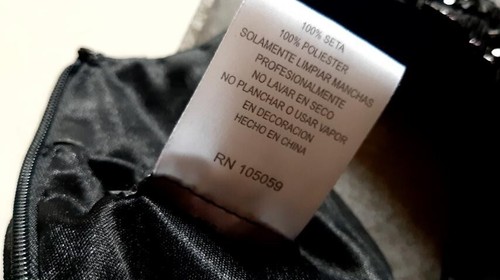 100% SETA
100% POLIESTER
SOLAMENTE LIMPIAR MANCHAS
PROFESIONALMENTE
NO LAVAR EN SECO
NO PLANCHAR O USAR VAPOR
EN DECORACION
HECHO EN CHINA
RN 105059